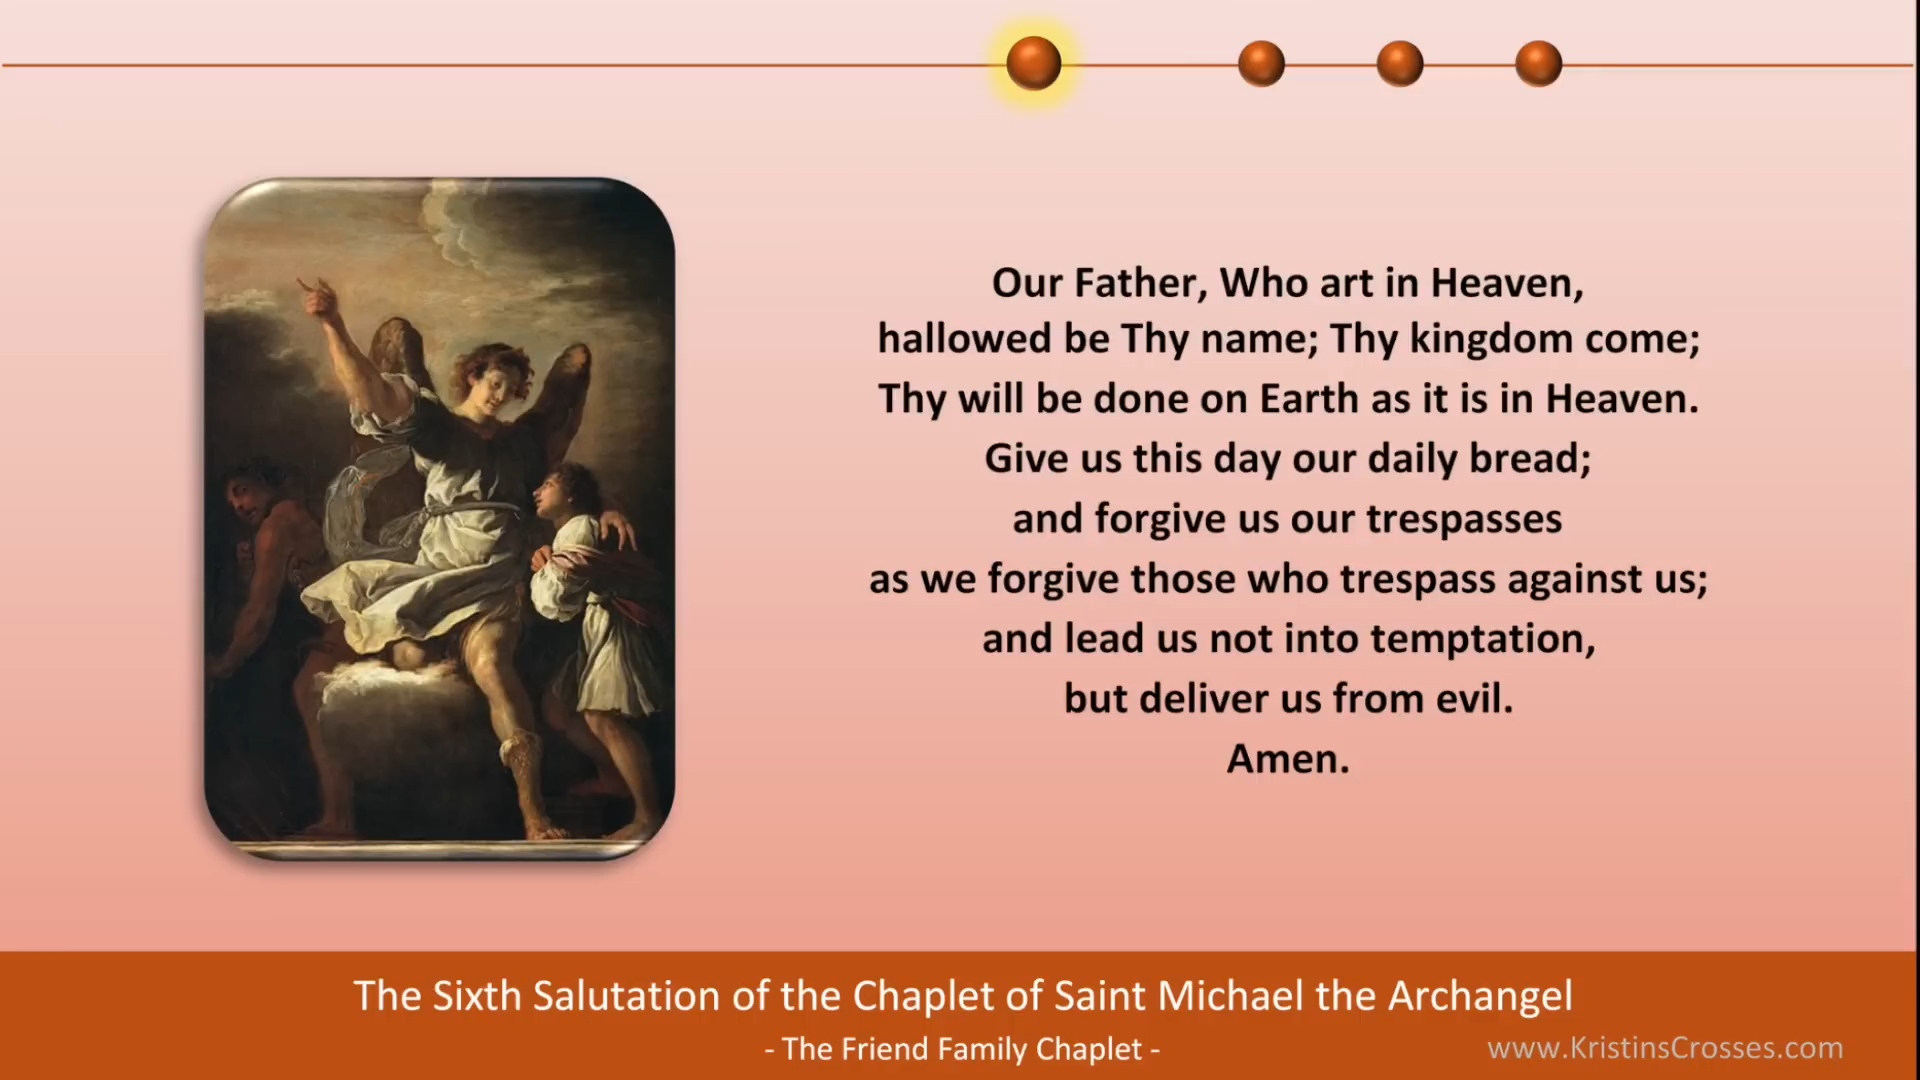 Our Father, Who art in Heaven,
hallowed be Thy name; Thy kingdom come;
Thy will be done on Earth as it is in Heaven.
Give us this day our daily bread;
and forgive us our trespasses
as we forgive those who trespass against us;
and lead us not into temptation,
but deliver us from evil.
Amen.
The Sixth Salutation of the Chaplet of Saint Michael the Archangel
- The Friend Family Chaplet -
www.KristinsCrosses.com